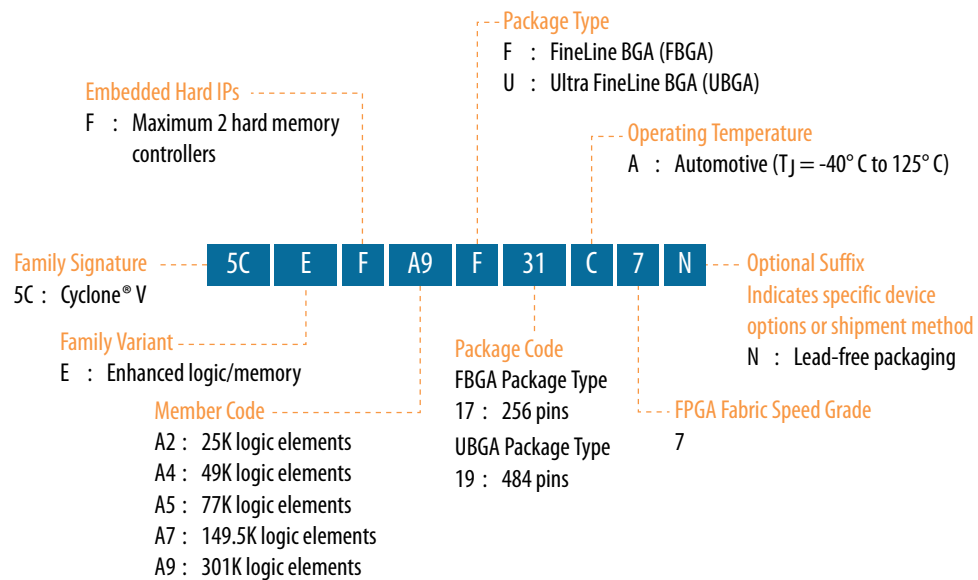 Package Type
F : FineLine BGA (FBGA)
U : Ultra FineLine BGA (UBGA)
Embedded Hard IPs
F : Maximum 2 hard memory
controllers
Operating Temperature
A : Automotive (TJ = -40° C to 125° C)
5C E F A9 F 31 C 7 N
Family Signature
5C : Cyclone® V
Optional Suffix
Indicates specific device
options or shipment method
N : Lead-free packaging
Family Variant
E : Enhanced logic/memory
Package Code
FBGA Package Type
17 : 256 pins
UBGA Package Type
19 : 484 pins
FPGA Fabric Speed Grade
7
Member Code
A2 : 25K logic elements
A4 : 49K logic elements
A5 : 77K logic elements
A7 : 149.5K logic elements
A9 : 301K logic elements